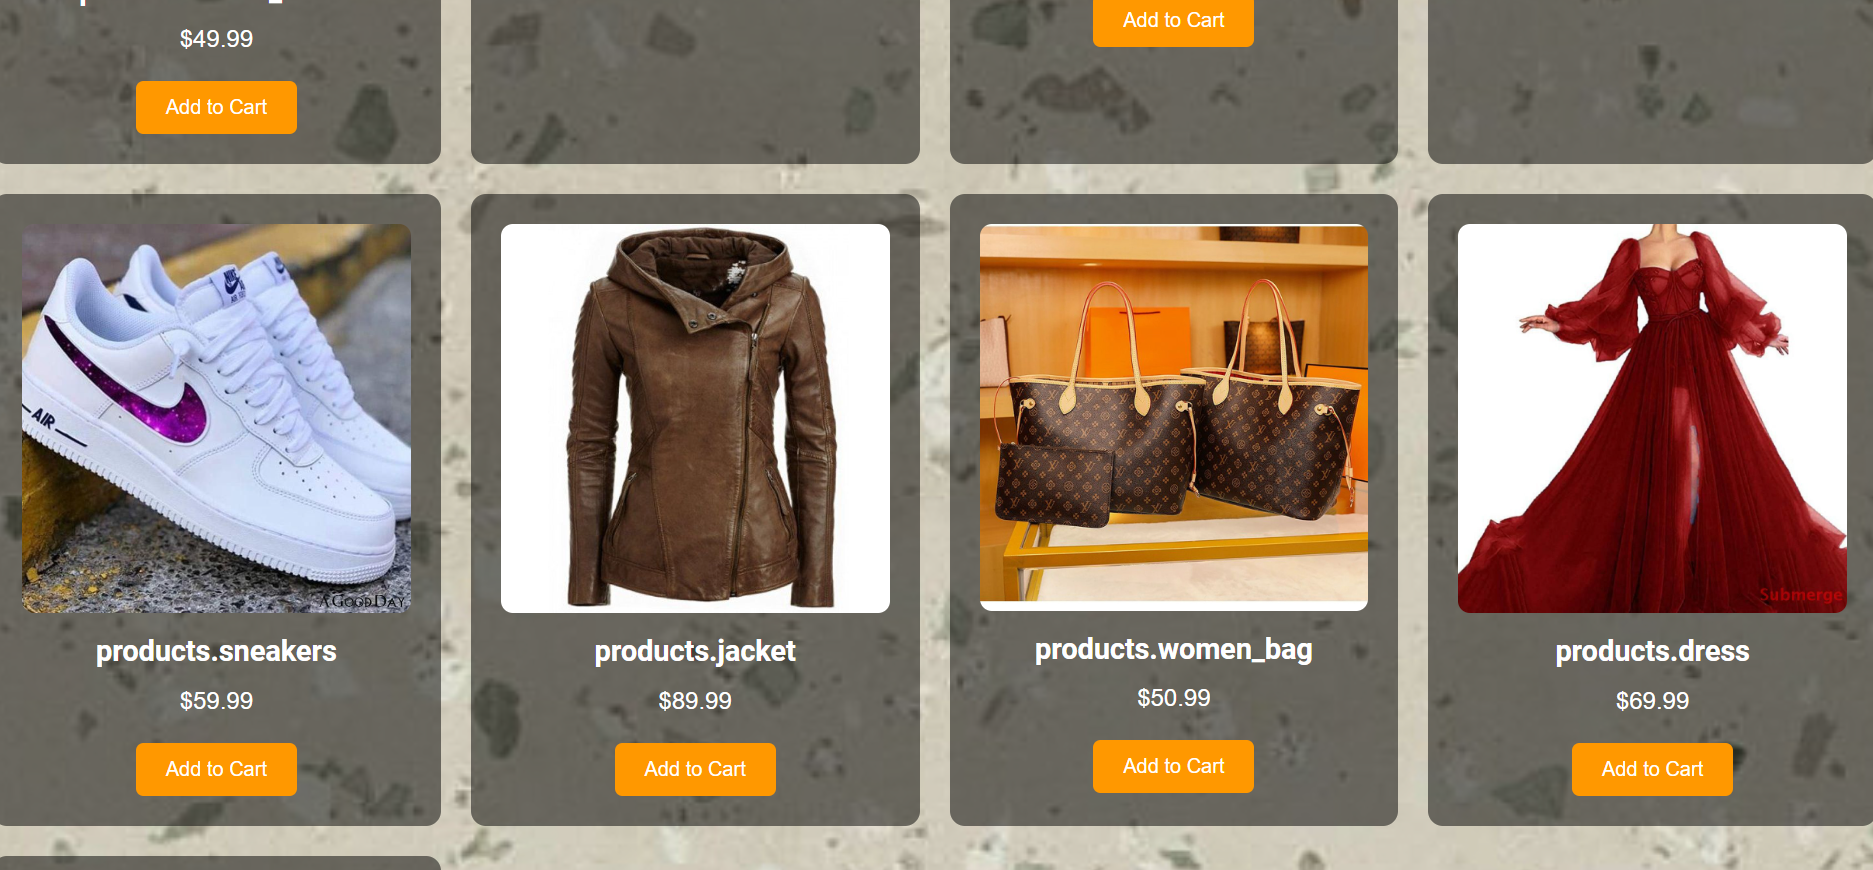 $49.99
Add to Cart
Add to Cart
NIKE
AIR
AIR
A GOOD DAY
Submerge
products.sneakers
products.jacket
products.women_bag
products.dress
$59.99
$89.99
$50.99
$69.99
Add to Cart
Add to Cart
Add to Cart
Add to Cart